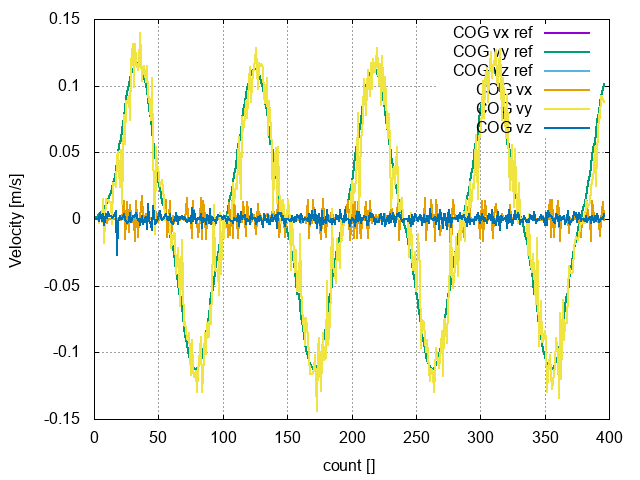 0.15
0.1
0.05
0
-0.05
-0.1
-0.15
Velocity [m/s]
COG vx ref
COG vy ref
COG vz ref
COG vx
COG vy
COG vz
0 50 100 150 200 250 300 350 400
count []